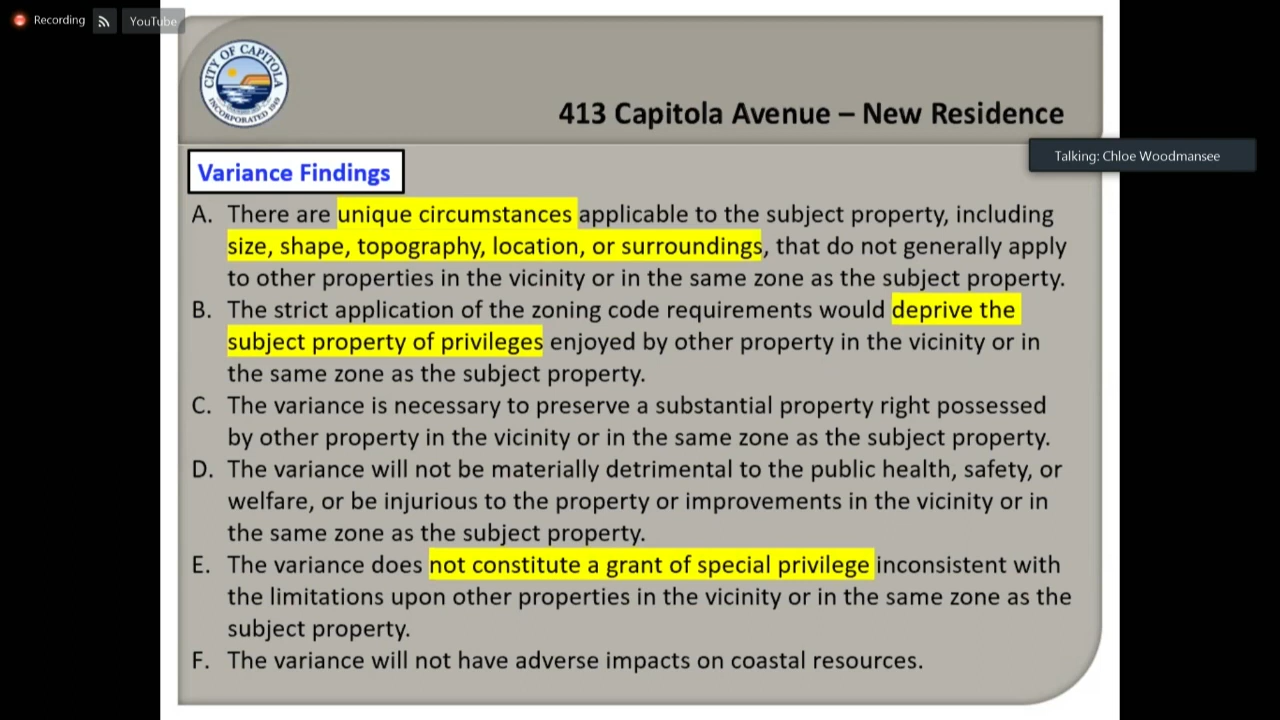 Recording
YouTube
CITY OF CAPITOLA
INCORPORATED 1949
413 Capitola Avenue – New Residence
Talking: Chloe Woodmansee
Variance Findings
A. There are unique circumstances applicable to the subject property, including
size, shape, topography, location, or surroundings, that do not generally apply
to other properties in the vicinity or in the same zone as the subject property.
B. The strict application of the zoning code requirements would deprive the
subject property of privileges enjoyed by other property in the vicinity or in
the same zone as the subject property.
C. The variance is necessary to preserve a substantial property right possessed
by other property in the vicinity or in the same zone as the subject property.
D. The variance will not be materially detrimental to the public health, safety, or
welfare, or be injurious to the property or improvements in the vicinity or in
the same zone as the subject property.
E. The variance does not constitute a grant of special privilege inconsistent with
the limitations upon other properties in the vicinity or in the same zone as the
subject property.
F. The variance will not have adverse impacts on coastal resources.